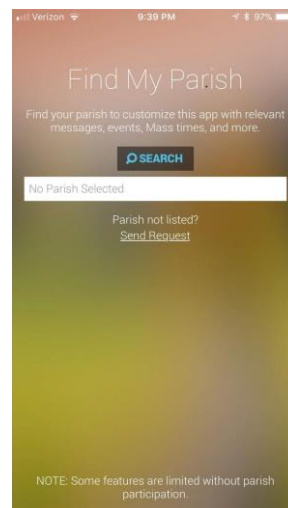 Verizon 9:39 PM 97%
Find My Parish
Find your parish to customize this app with relevant
messages, events, Mass times, and more.
SEARCH
No Parish Selected
Parish not listed?
Send Request
NOTE: Some features are limited without parish
participation.